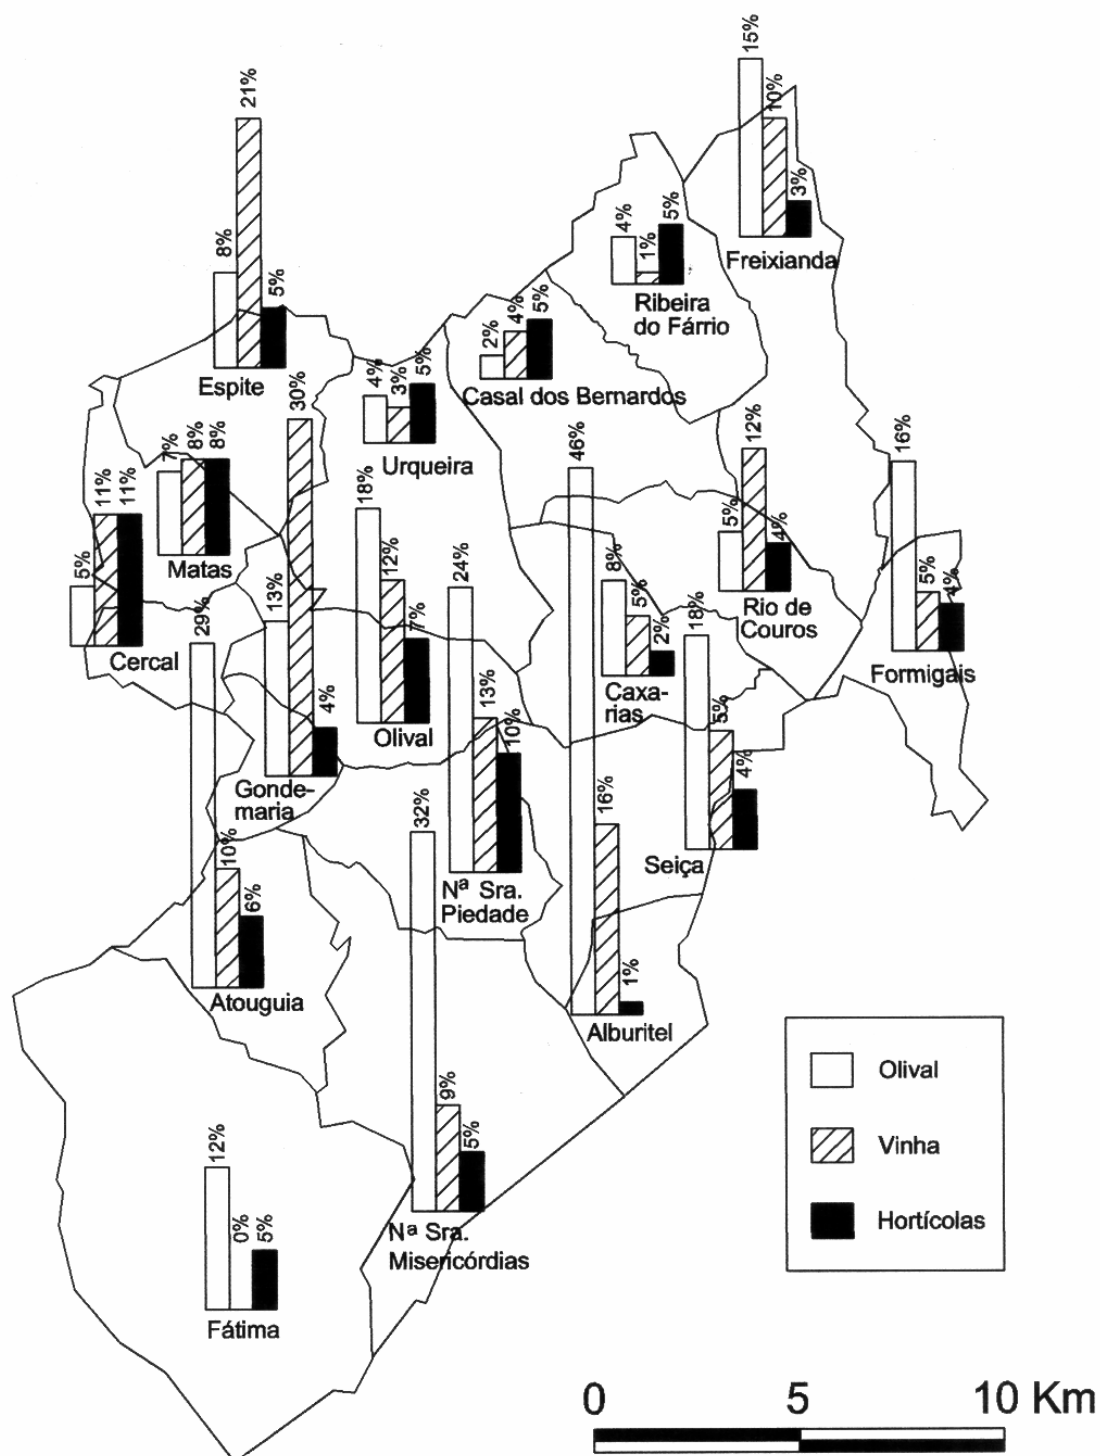 15%
10%
3%
Freixianda
21%
8%
5%
Espite
4%
1%
5%
Ribeira
do Fárrio
2%
4%
5%
Casal dos Bernardos
4%
3%
5%
Urqueira
7%
8%
8%
Matas
30%
13%
4%
Gonde-
maria
5%
11%
11%
Cercal
18%
12%
7%
Olival
46%
16%
1%
Alburitel
12%
5%
4%
Rio de
Couros
16%
5%
4%
Formigais
8%
5%
2%
Caxa-
rias
24%
13%
10%
Nª Sra.
Piedade
18%
5%
4%
Seiça
29%
10%
6%
Atouguia
32%
9%
5%
Nª Sra.
Misericórdias
12%
0%
5%
Fátima
Olival
Vinha
Hortícolas
0 5 10 Km